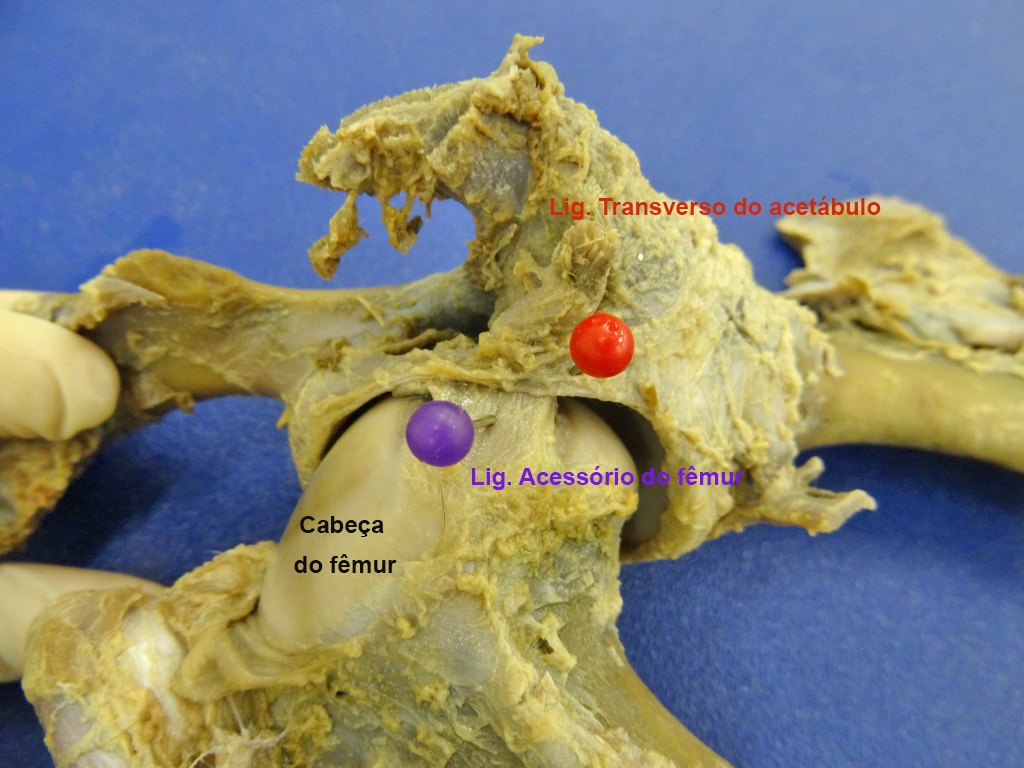 Lig. Transverso do acetábulo
Lig. Acessório do fêmur
Cabeça
do fêmur